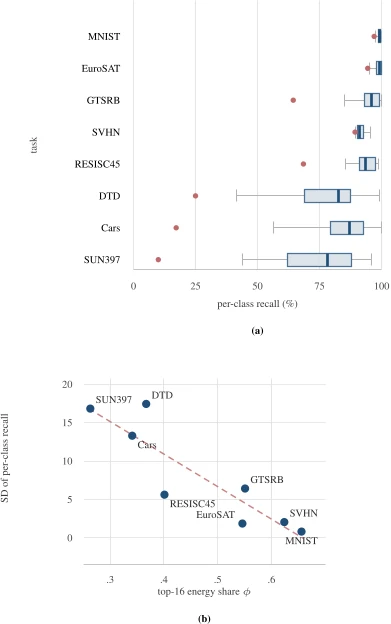 MNIST
EuroSAT
GTSRB
SVHN
RESISC45
DTD
Cars
SUN397
task
0 25 50 75 100
per-class recall (%)
(a)
20
15
10
5
0
SD of per-class recall
SUN397
DTD
Cars
RESISC45
GTSRB
EuroSAT
SVHN
MNIST
.3 .4 .5 .6
top-16 energy share ϕ
(b)